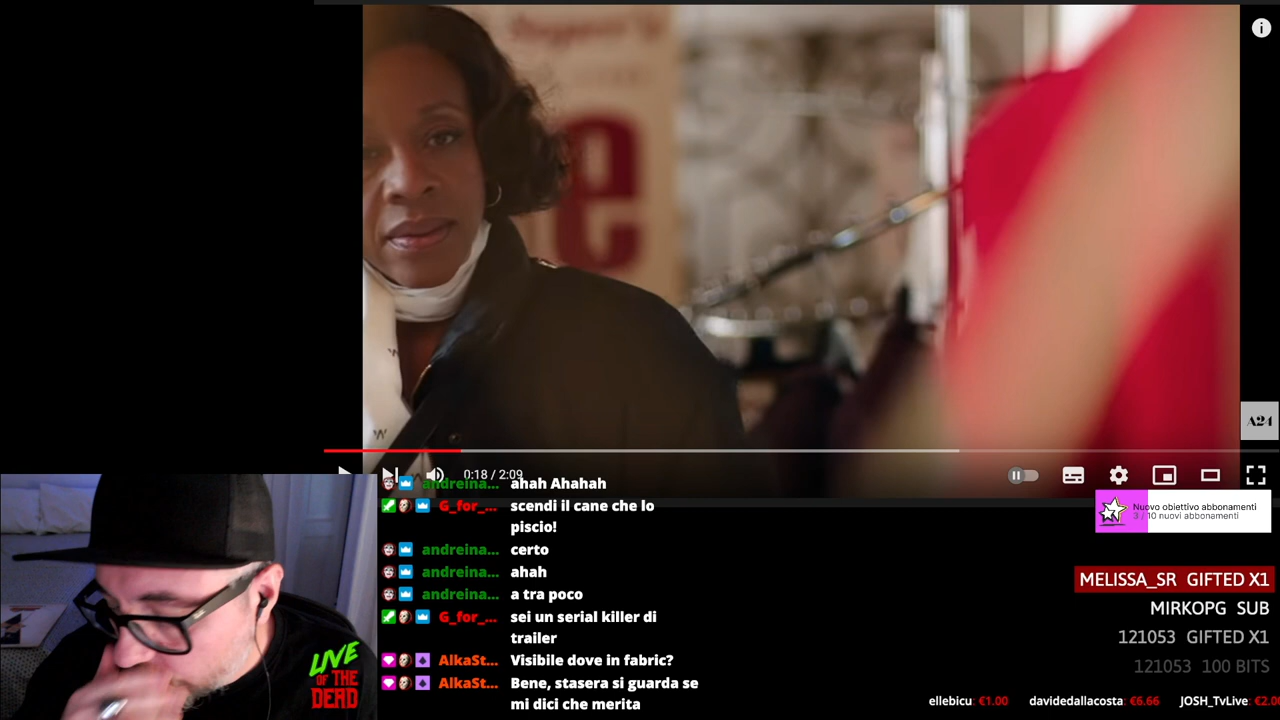 e
A24
0:18 / 2:09
andreina... ahah Ahahah
G_for_... scendi il cane che lo
piscio!
andreina... certo
andreina... ahah
andreina... a tra poco
G_for_... sei un serial killer di
trailer
AlkaSt... Visibile dove in fabric?
AlkaSt... Bene, stasera si guarda se
mi dici che merita
LIVE
OF THE
DEAD
Nuovo obiettivo abbonamenti
3 / 10 nuovi abbonamenti
MELISSA_SR GIFTED X1
MIRKOPG SUB
121053 GIFTED X1
121053 100 BITS
ellebicu: €1.00 davidedallacosta: €6.66 JOSH_TvLive: €2.0